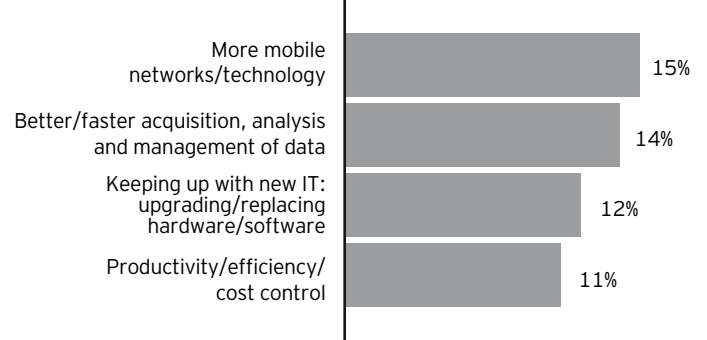 More mobile
networks/technology
15%
Better/faster acquisition, analysis
and management of data
14%
Keeping up with new IT:
upgrading/replacing
hardware/software
12%
Productivity/efficiency/
cost control
11%